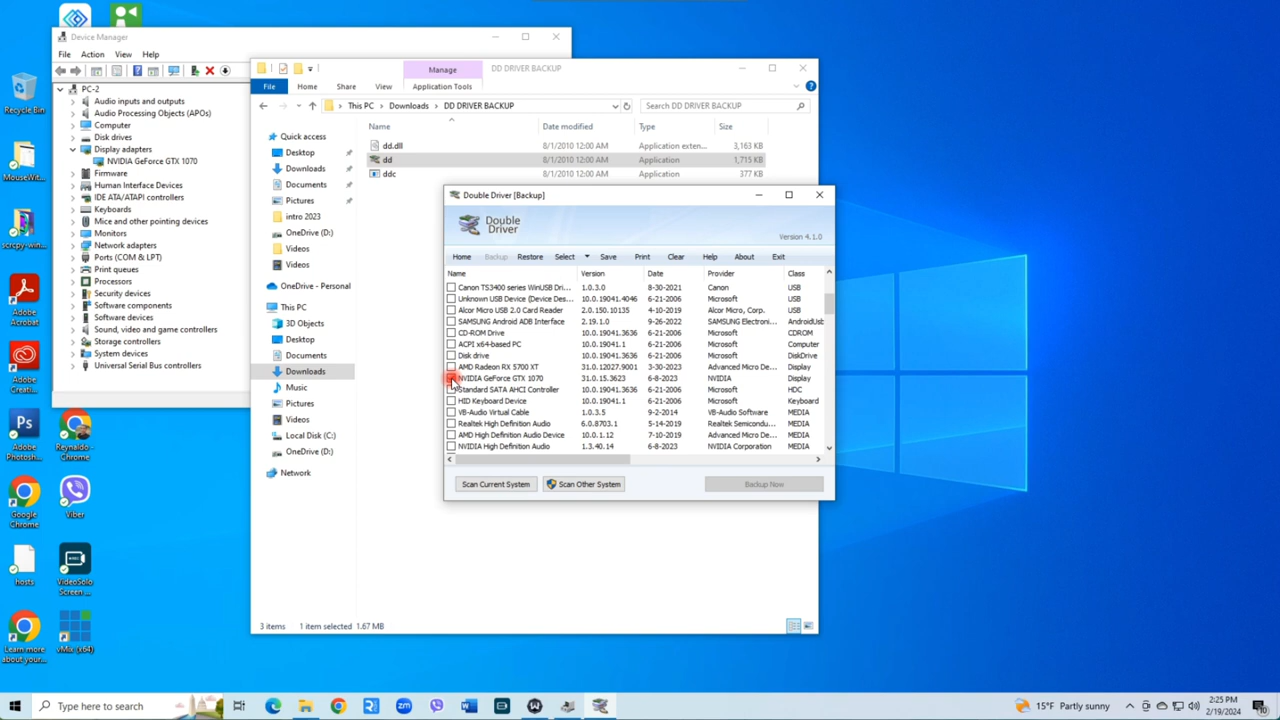 Recycle Bin
MouseWit...
scrcpy-win...
Adobe Acrobat
Adobe Creati...
Adobe Photosh...
Reynaldo - Chrome
Google Chrome
Viber
hosts
VideoSolo Screen ...
Learn more about your...
vMix (x64)
Device Manager
File Action View Help
PC-2
Audio inputs and outputs
Audio Processing Objects (APOs)
Computer
Disk drives
Display adapters
NVIDIA GeForce GTX 1070
Firmware
Human Interface Devices
IDE ATA/ATAPI controllers
Keyboards
Mice and other pointing devices
Monitors
Network adapters
Ports (COM & LPT)
Print queues
Processors
Security devices
Software components
Software devices
Sound, video and game controllers
Storage controllers
System devices
Universal Serial Bus controllers
Manage DD DRIVER BACKUP
File Home Share View Application Tools
This PC Downloads DD DRIVER BACKUP Search DD DRIVER BACKUP
Name Date modified Type Size
dd.dll 8/1/2010 12:00 AM Application exten... 3,163 KB
dd 8/1/2010 12:00 AM Application 1,715 KB
ddc 8/1/2010 12:00 AM Application 377 KB
Quick access
Desktop
Downloads
Documents
Pictures
intro 2023
OneDrive (D:)
Videos
Videos
OneDrive - Personal
This PC
3D Objects
Desktop
Documents
Downloads
Music
Pictures
Videos
Local Disk (C:)
OneDrive (D:)
Network
3 items 1 item selected 1.67 MB
Double Driver [Backup]
Double Driver
Version 4.1.0
Home Backup Restore Select Save Print Clear Help About Exit
Name Version Date Provider Class
Canon TS3400 series WinUSB Dri... 1.0.3.0 8-30-2021 Canon USB
Unknown USB Device (Device Des... 10.0.19041.4046 6-21-2006 Microsoft USB
Alcor Micro USB 2.0 Card Reader 2.0.150.10135 4-10-2019 Alcor Micro, Corp. USB
SAMSUNG Android ADB Interface 2.19.1.0 9-26-2022 SAMSUNG Electroni... AndroidUsb
CD-ROM Drive 10.0.19041.3636 6-21-2006 Microsoft CDROM
ACPI x64-based PC 10.0.19041.1 6-21-2006 Microsoft Computer
Disk drive 10.0.19041.3636 6-21-2006 Microsoft DiskDrive
AMD Radeon RX 5700 XT 31.0.12027.9001 3-30-2023 Advanced Micro De... Display
NVIDIA GeForce GTX 1070 31.0.15.3623 6-8-2023 NVIDIA Display
Standard SATA AHCI Controller 10.0.19041.3636 6-21-2006 Microsoft HDC
HID Keyboard Device 10.0.19041.1 6-21-2006 Microsoft Keyboard
VB-Audio Virtual Cable 1.0.3.5 9-2-2014 VB-Audio Software MEDIA
Realtek High Definition Audio 6.0.8703.1 5-14-2019 Realtek Semicondu... MEDIA
AMD High Definition Audio Device 10.0.1.12 7-10-2019 Advanced Micro De... MEDIA
NVIDIA High Definition Audio 1.3.40.14 6-8-2023 NVIDIA Corporation MEDIA
Scan Current System Scan Other System Backup Now
Type here to search
15°F Partly sunny
2:25 PM
2/19/2024